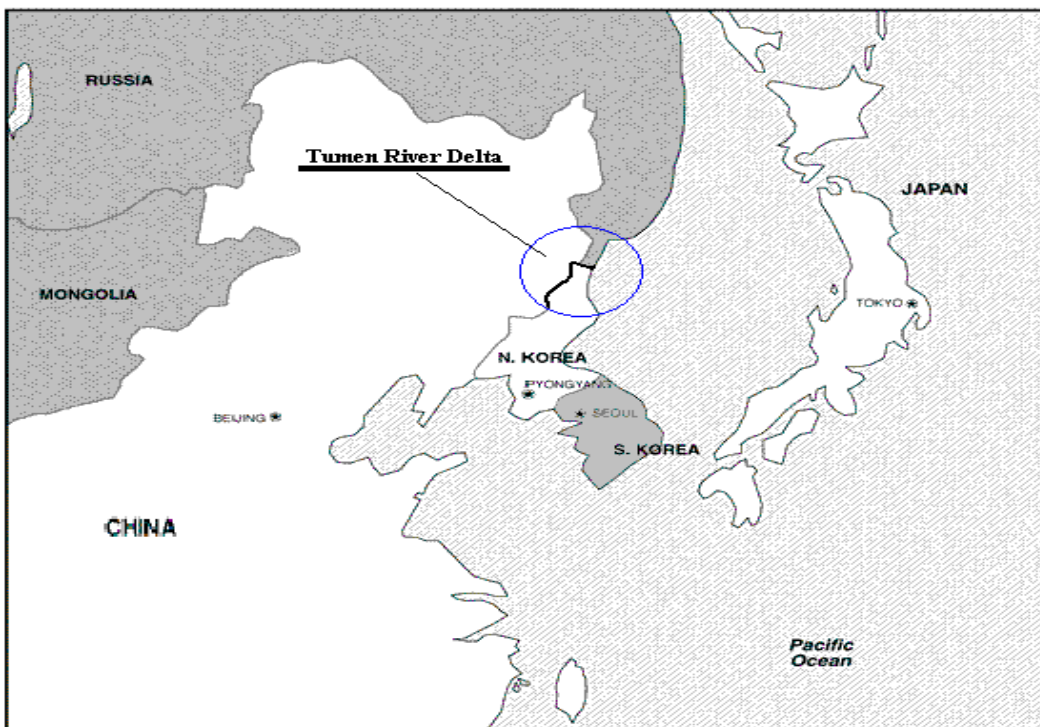 RUSSIA
Tumen River Delta
JAPAN
MONGOLIA
TOKYO
N. KOREA
PYONGYANG
BEIJING
SEOUL
S. KOREA
CHINA
Pacific
Ocean